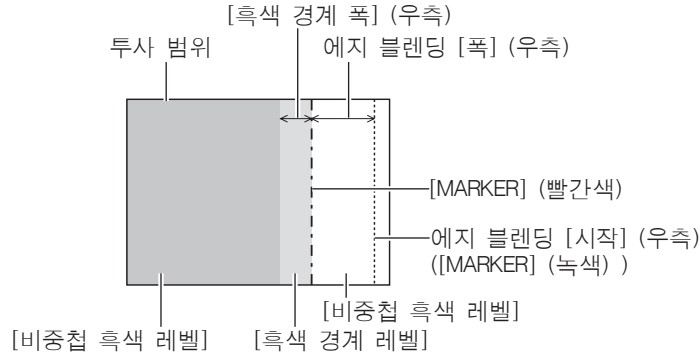 [흑색 경계 폭] (우측)
투사 범위
에지 블렌딩 [폭] (우측)
[MARKER] (빨간색)
에지 블렌딩 [시작] (우측)
([MARKER] (녹색) )
[비중첩 흑색 레벨]
[비중첩 흑색 레벨]
[흑색 경계 레벨]